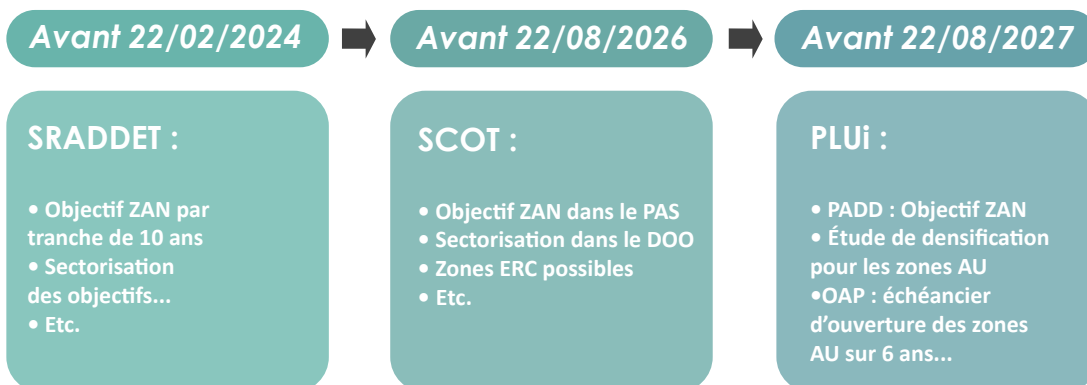 Avant 22/02/2024
Avant 22/08/2026
Avant 22/08/2027
SRADDET :
• Objectif ZAN par
tranche de 10 ans
• Sectorisation
des objectifs...
• Etc.
SCOT :
• Objectif ZAN dans le PAS
• Sectorisation dans le DOO
• Zones ERC possibles
• Etc.
PLUi :
• PADD : Objectif ZAN
• Étude de densification
pour les zones AU
•OAP : échéancier
d’ouverture des zones
AU sur 6 ans...